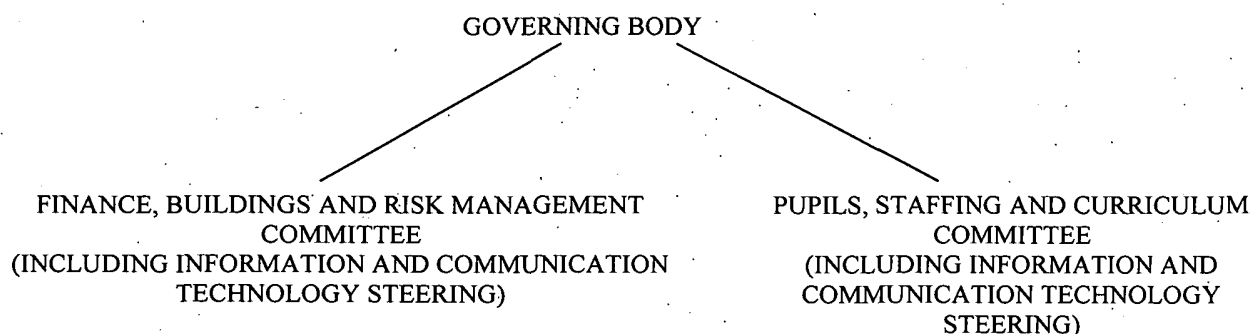 GOVERNING BODY
FINANCE, BUILDINGS AND RISK MANAGEMENT
COMMITTEE
(INCLUDING INFORMATION AND COMMUNICATION
TECHNOLOGY STEERING)
PUPILS, STAFFING AND CURRICULUM
COMMITTEE
(INCLUDING INFORMATION AND
COMMUNICATION TECHNOLOGY
STEERING)